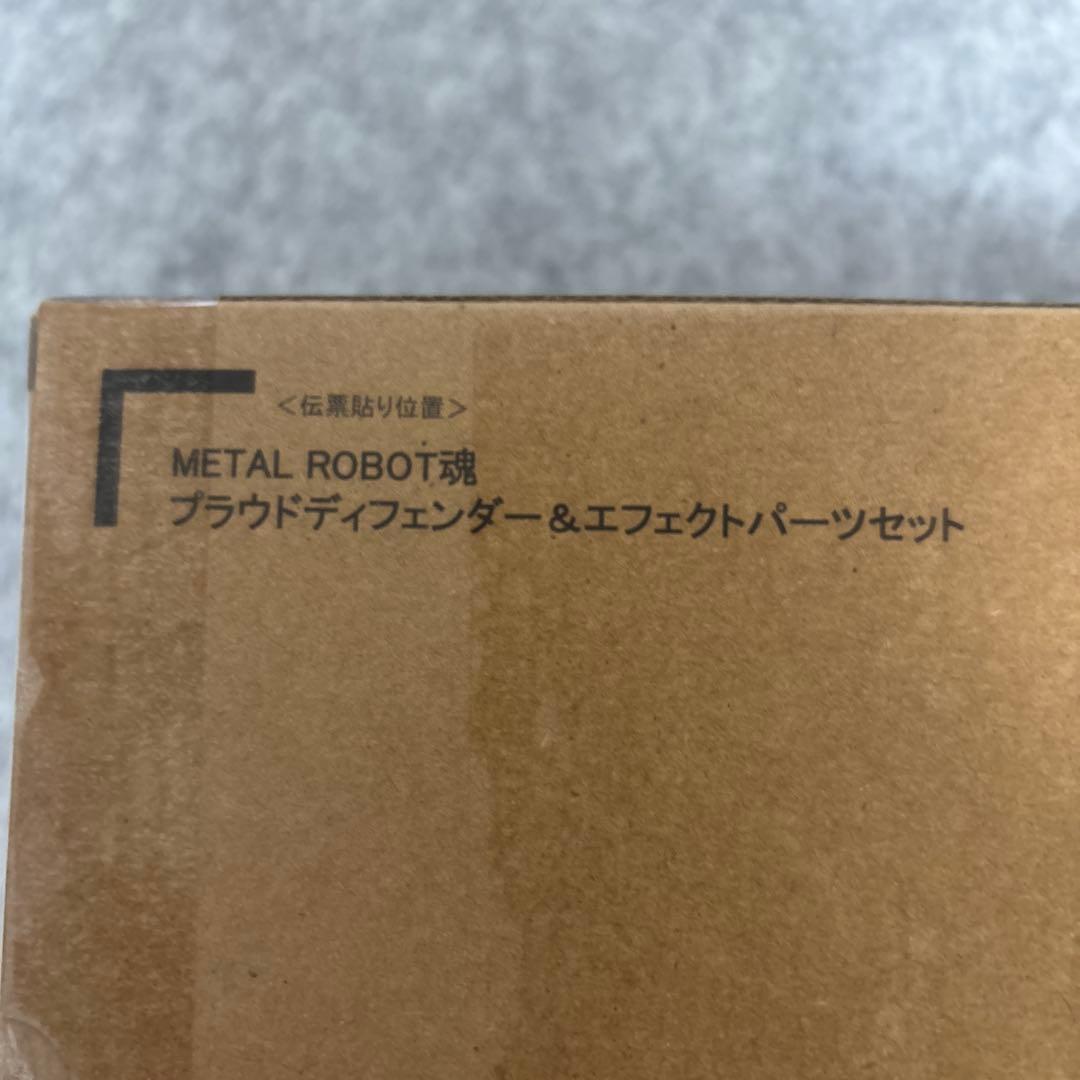 ＜伝票貼り位置＞
METAL ROBOT魂
プラウドディフェンダー＆エフェクトパーツセット